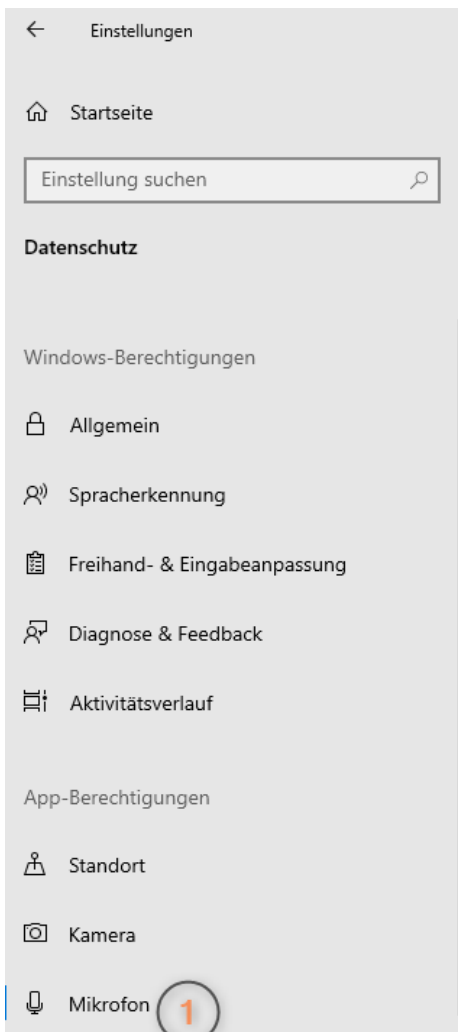 Einstellungen
Startseite
Einstellung suchen
Datenschutz
Windows-Berechtigungen
Allgemein
Spracherkennung
Freihand- & Eingabeanpassung
Diagnose & Feedback
Aktivitätsverlauf
App-Berechtigungen
Standort
Kamera
Mikrofon 1